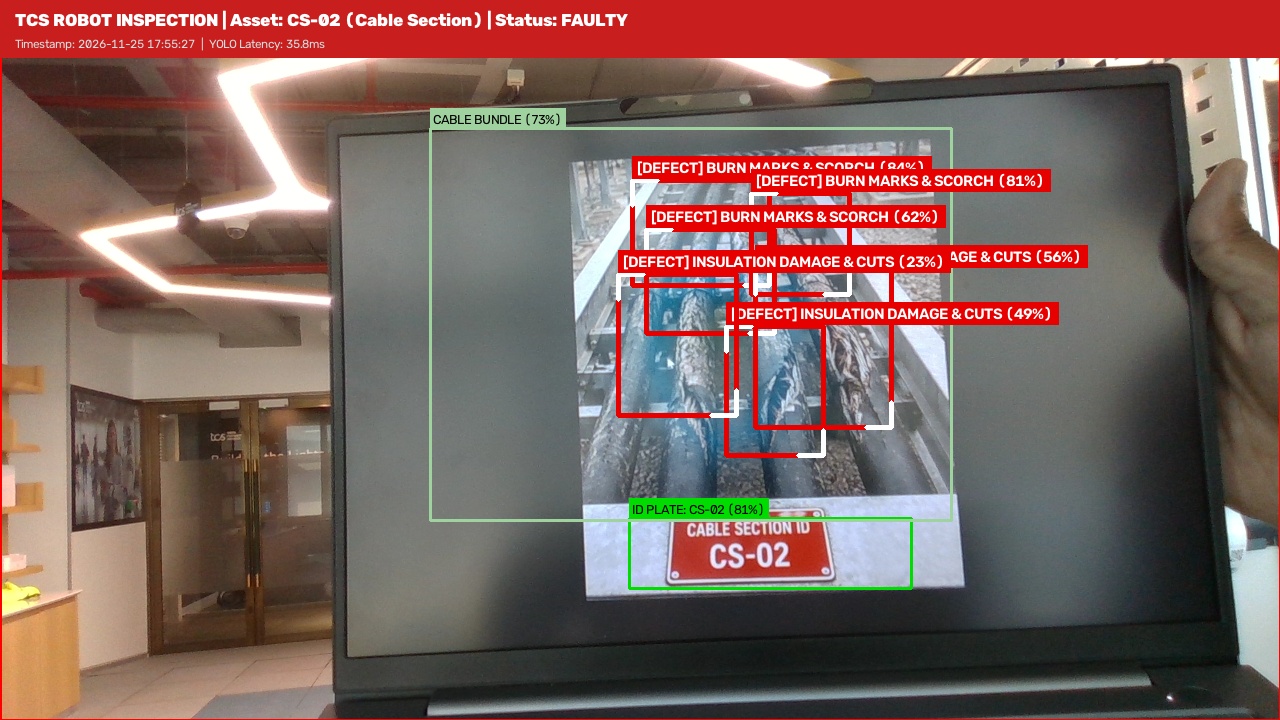 TCS ROBOT INSPECTION | Asset: CS-02 (Cable Section) | Status: FAULTY
Timestamp: 2026-11-25 17:55:27 | YOLO Latency: 35.8ms
CABLE BUNDLE (73%)
[DEFECT] BURN MARKS & SCORCH (84%)
[DEFECT] BURN MARKS & SCORCH (81%)
[DEFECT] BURN MARKS & SCORCH (62%)
AGE & CUTS (56%)
[DEFECT] INSULATION DAMAGE & CUTS (23%)
[DEFECT] INSULATION DAMAGE & CUTS (49%)
ID PLATE: CS-02 (81%)
CABLE SECTION ID
CS-02
tcs